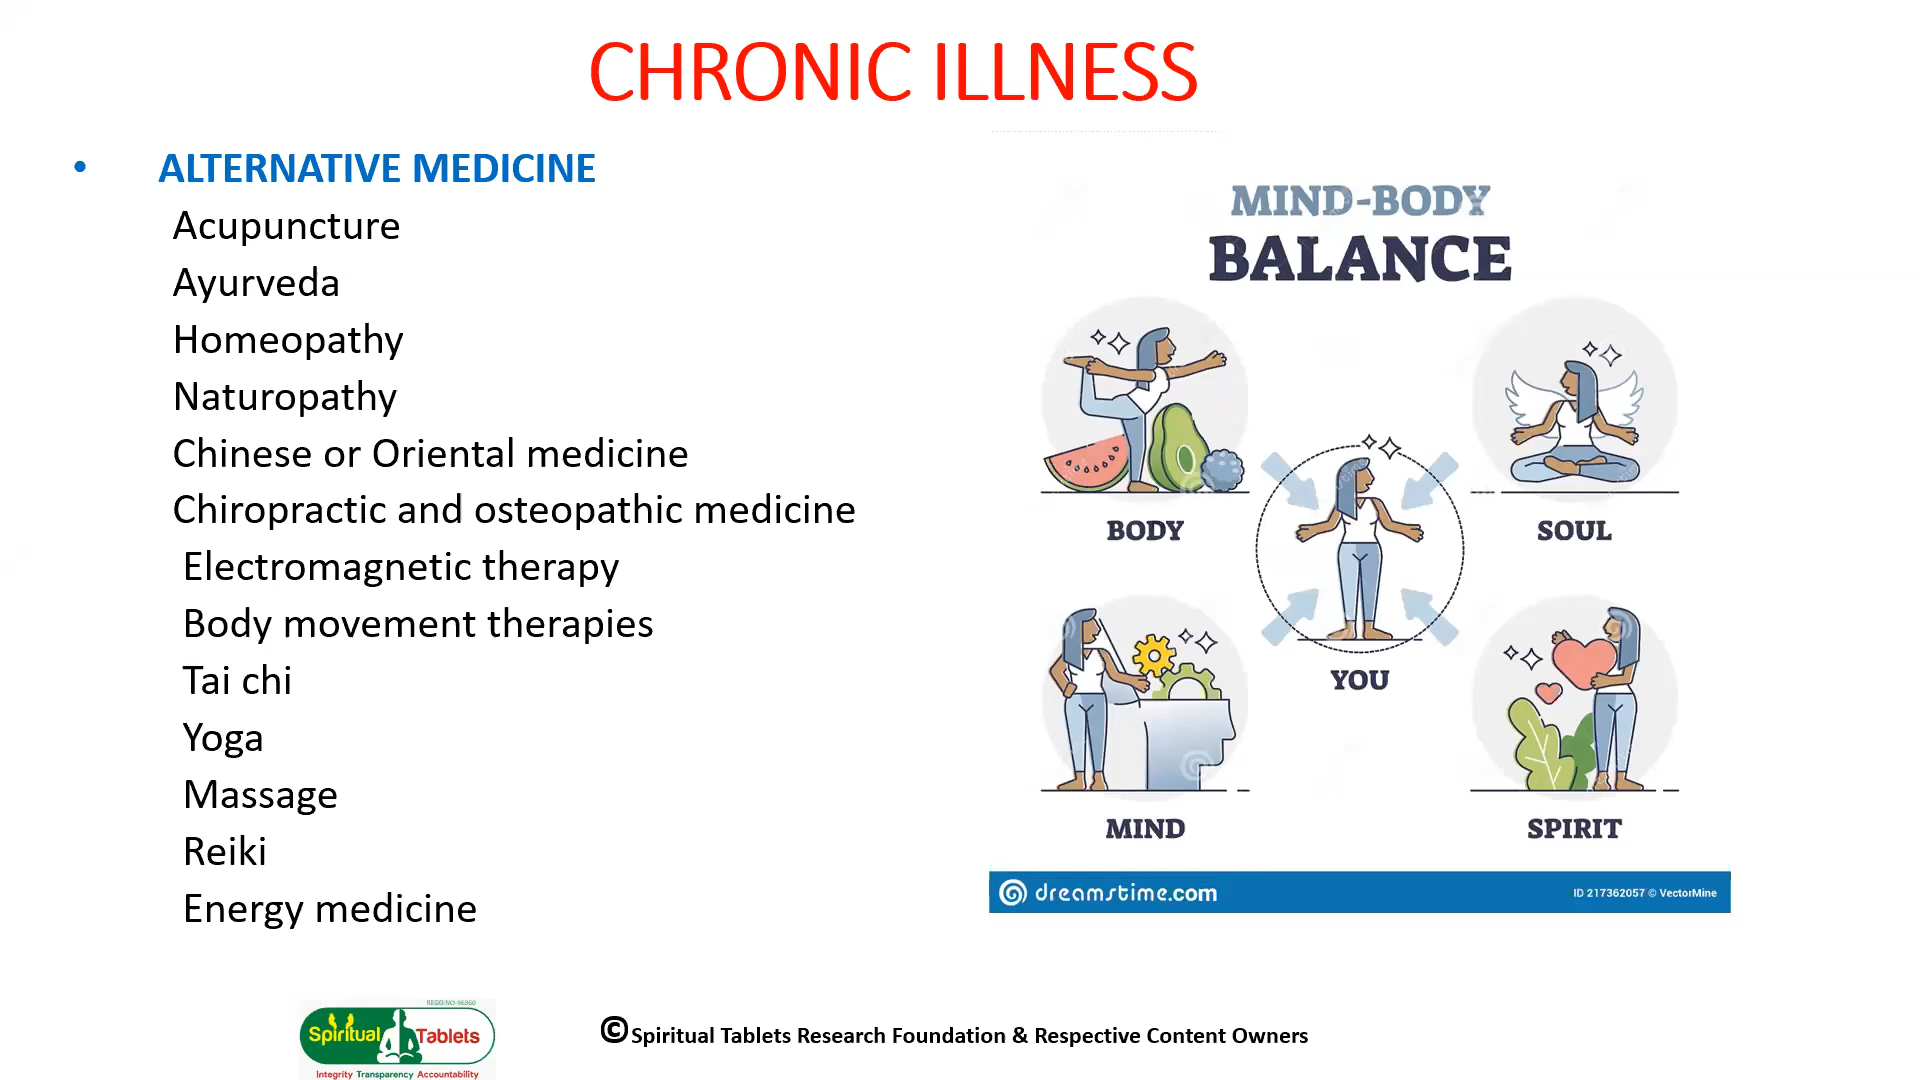 CHRONIC ILLNESS
• ALTERNATIVE MEDICINE
Acupuncture
Ayurveda
Homeopathy
Naturopathy
Chinese or Oriental medicine
Chiropractic and osteopathic medicine
Electromagnetic therapy
Body movement therapies
Tai chi
Yoga
Massage
Reiki
Energy medicine
MIND-BODY
BALANCE
BODY
SOUL
YOU
MIND
SPIRIT
dreamstime.com
ID 217362057 © VectorMine
Spiritual Tablets
Integrity Transparency Accountability
©Spiritual Tablets Research Foundation & Respective Content Owners